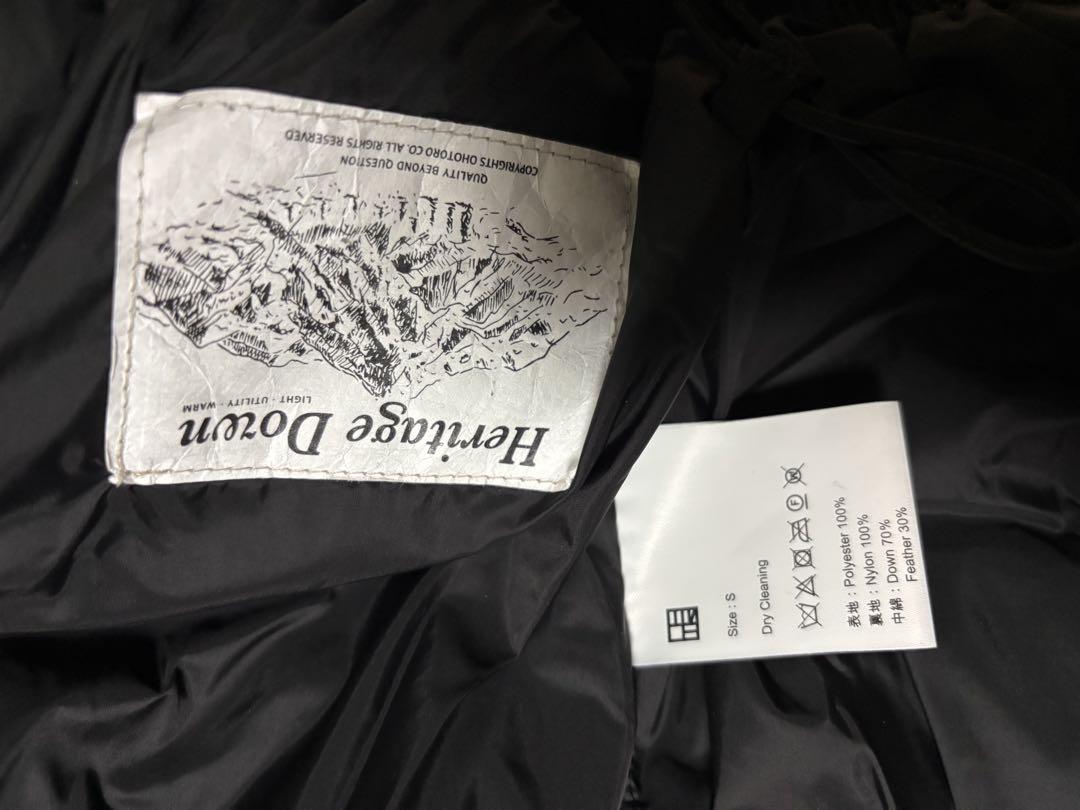 Heritage Down
LIGHT · UTILITY · WARM
QUALITY BEYOND QUESTION
COPYRIGHTS OHOTORO CO. ALL RIGHTS RESERVED
Size : S
Dry Cleaning
F W
表地 : Polyester 100%
裏地 : Nylon 100%
中綿 : Down 70%
Feather 30%